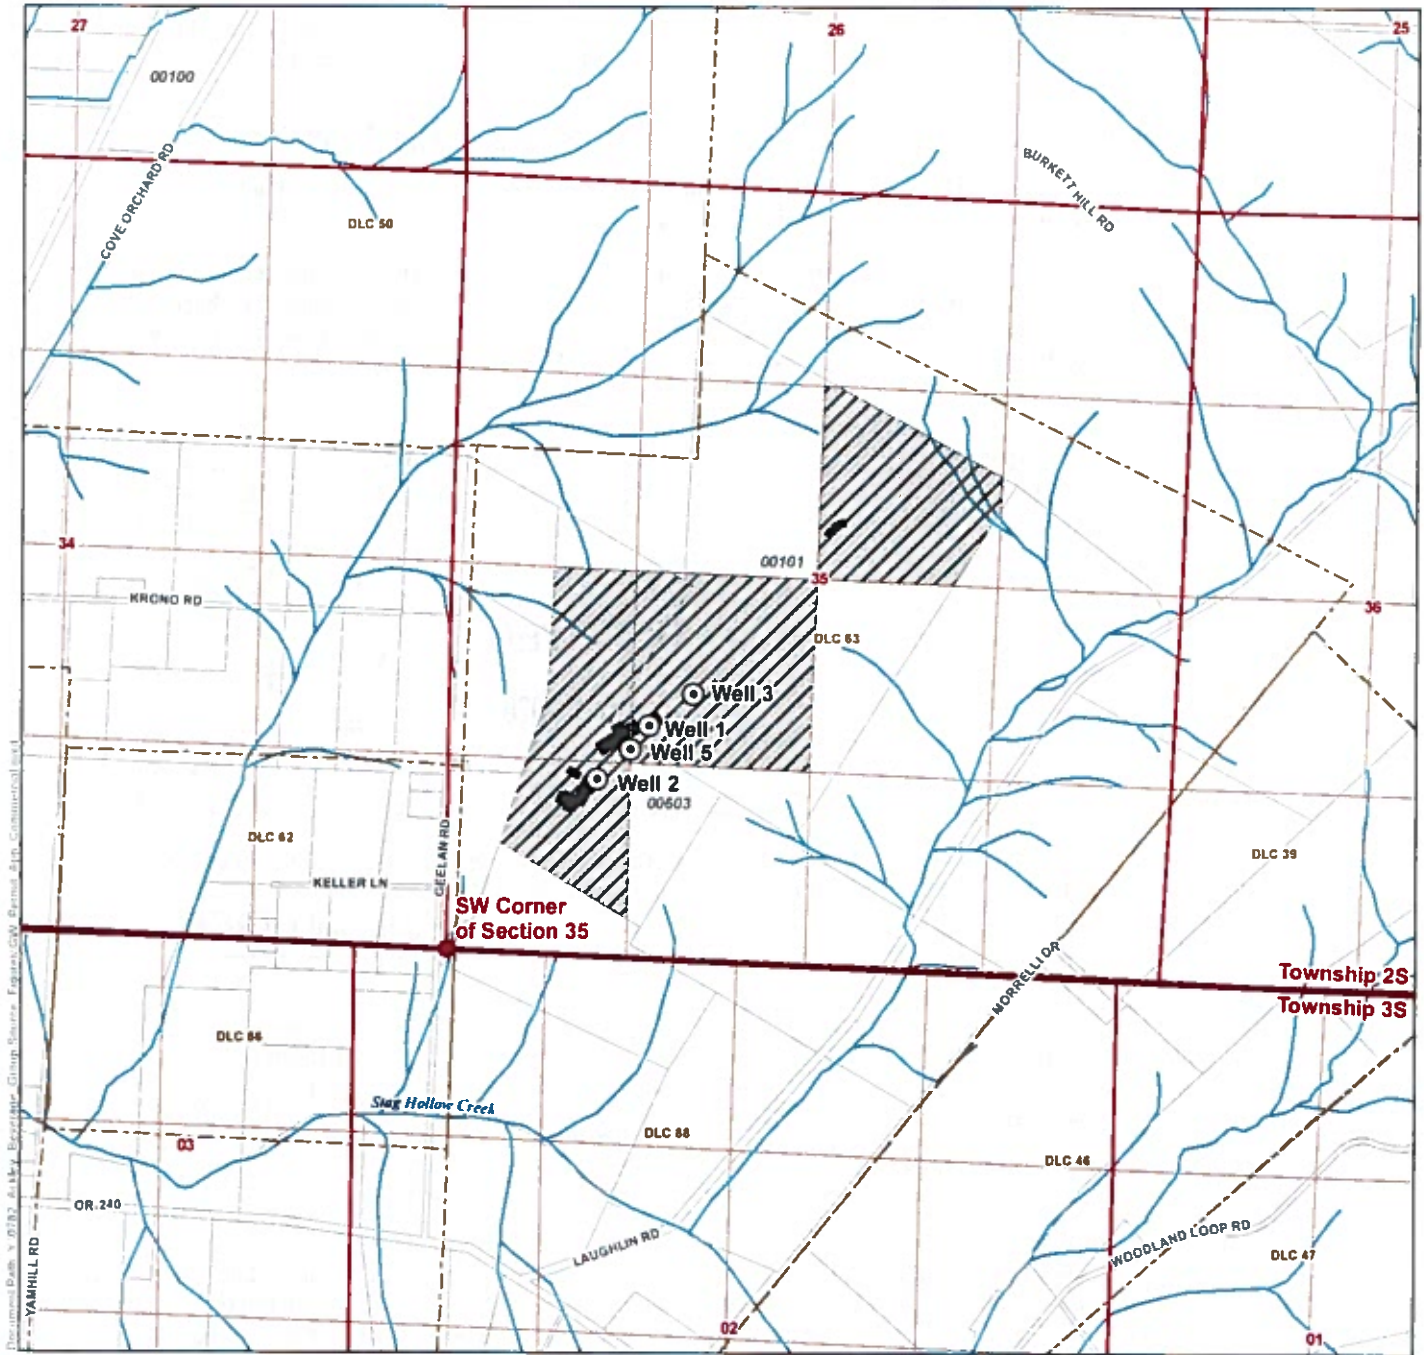 27
26
25
00100
COVE ORCHARD RD
BURKETT HILL RD
DLC 50
34
00101
35
36
KRONO RD
DLC 63
Well 3
Well 1
Well 5
Well 2
00603
DLC 62
GEELAN RD
DLC 39
KELLER LN
SW Corner
of Section 35
MORRELLI DR
Township 2S
Township 3S
DLC 66
Stag Hollow Creek
03
DLC 88
DLC 46
OR 240
YAMHILL RD
LAUGHLIN RD
WOODLAND LOOP RD
DLC 47
02
01